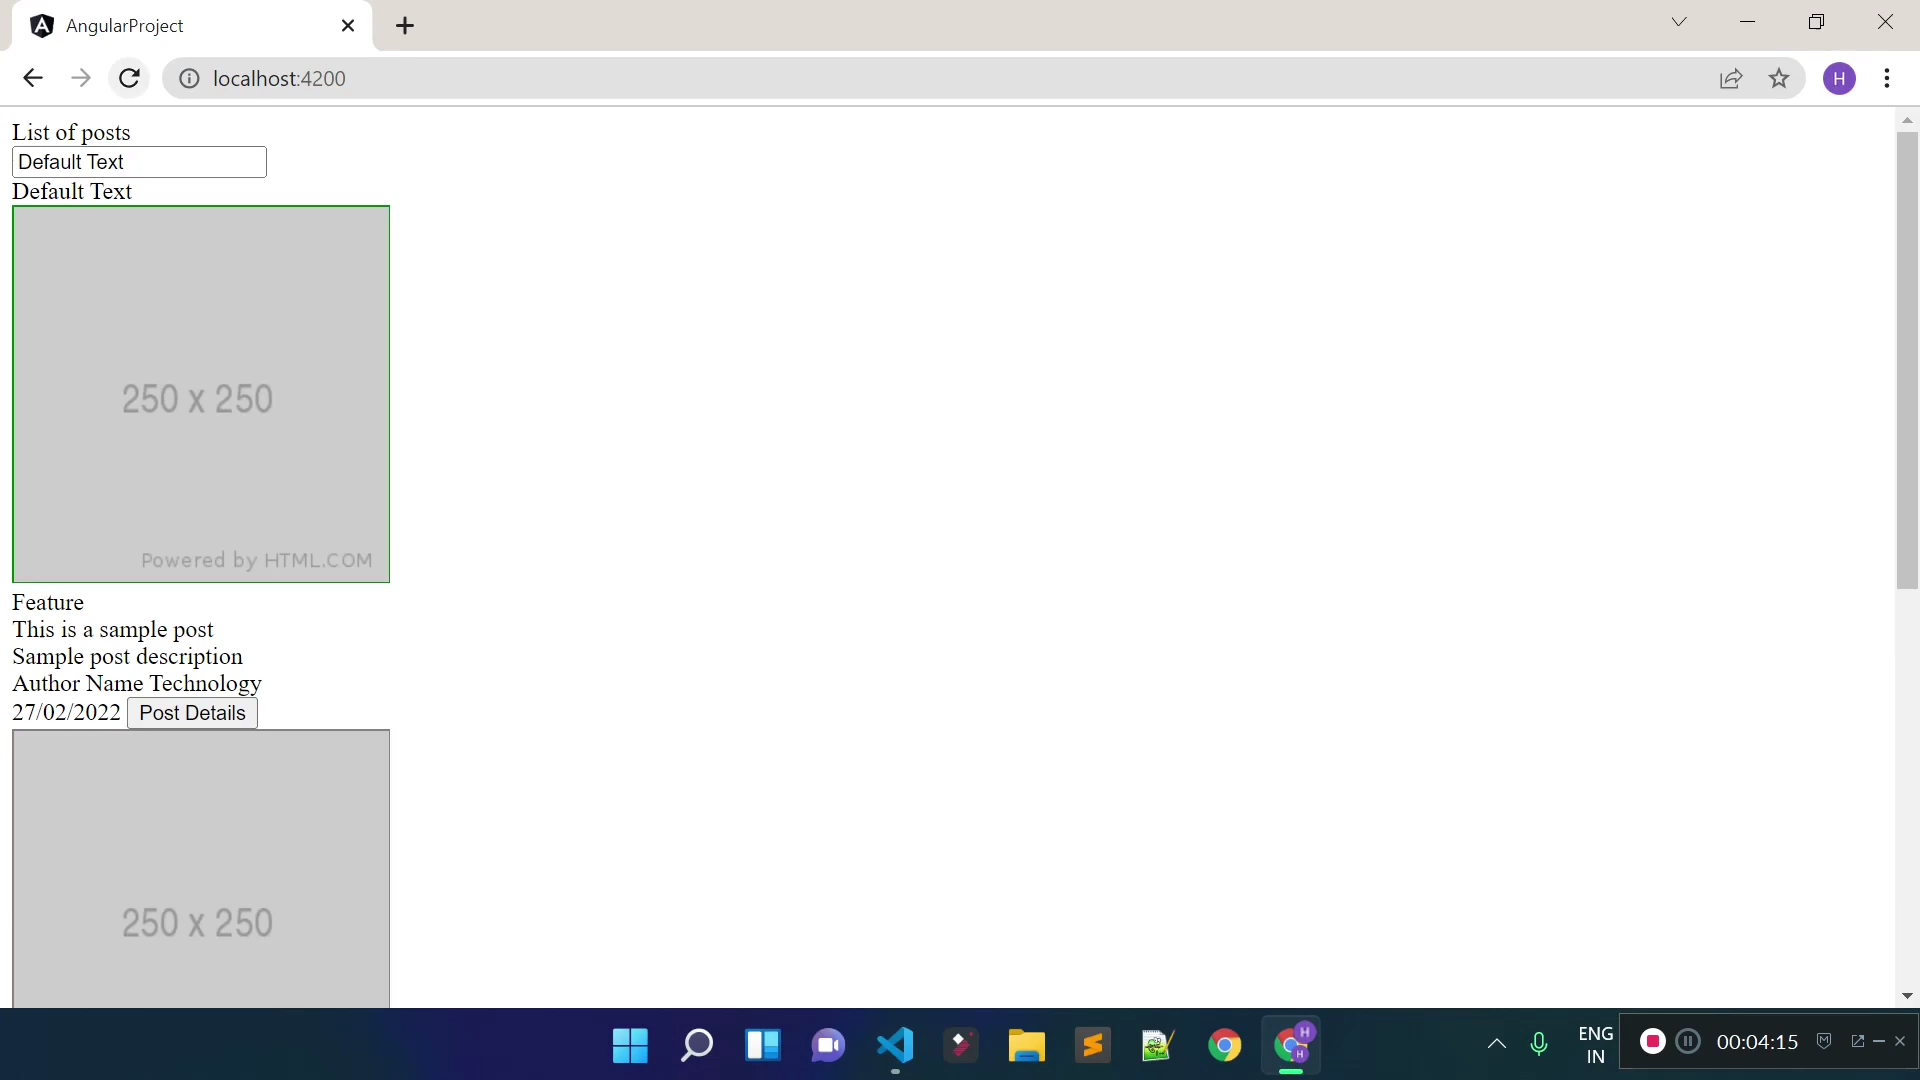 AngularProject
localhost:4200
H
List of posts
Default Text
Default Text
250 x 250
Powered by HTML.COM
Feature
This is a sample post
Sample post description
Author Name Technology
27/02/2022 Post Details
250 x 250
H
H
ENG
IN
00:04:15